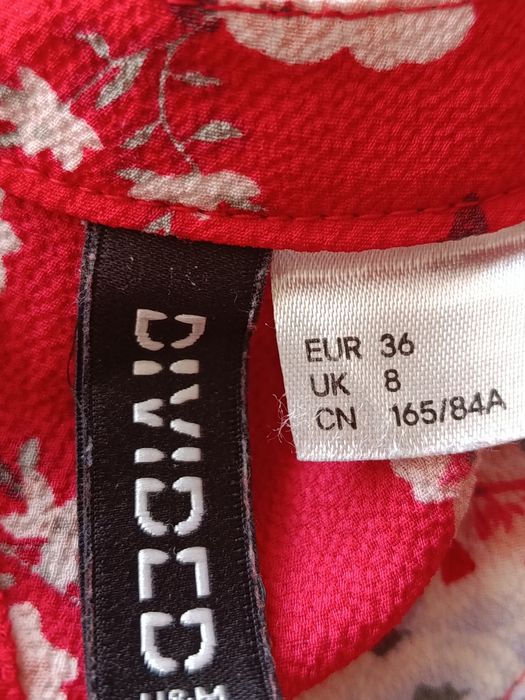 DIVIDED
H&M
EUR 36
UK 8
CN 165/84A